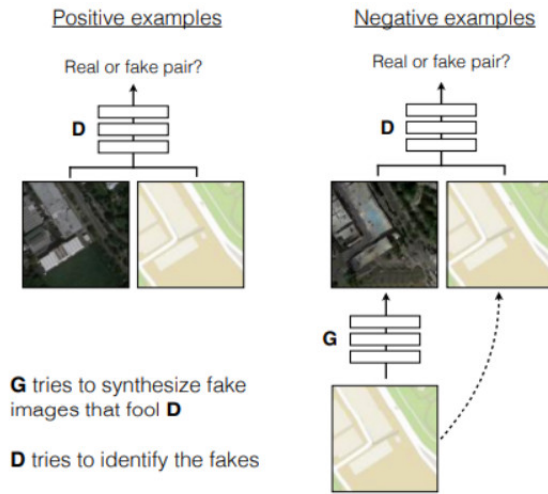 Positive examples
Real or fake pair?
D
Negative examples
Real or fake pair?
D
G
G tries to synthesize fake
images that fool D
D tries to identify the fakes